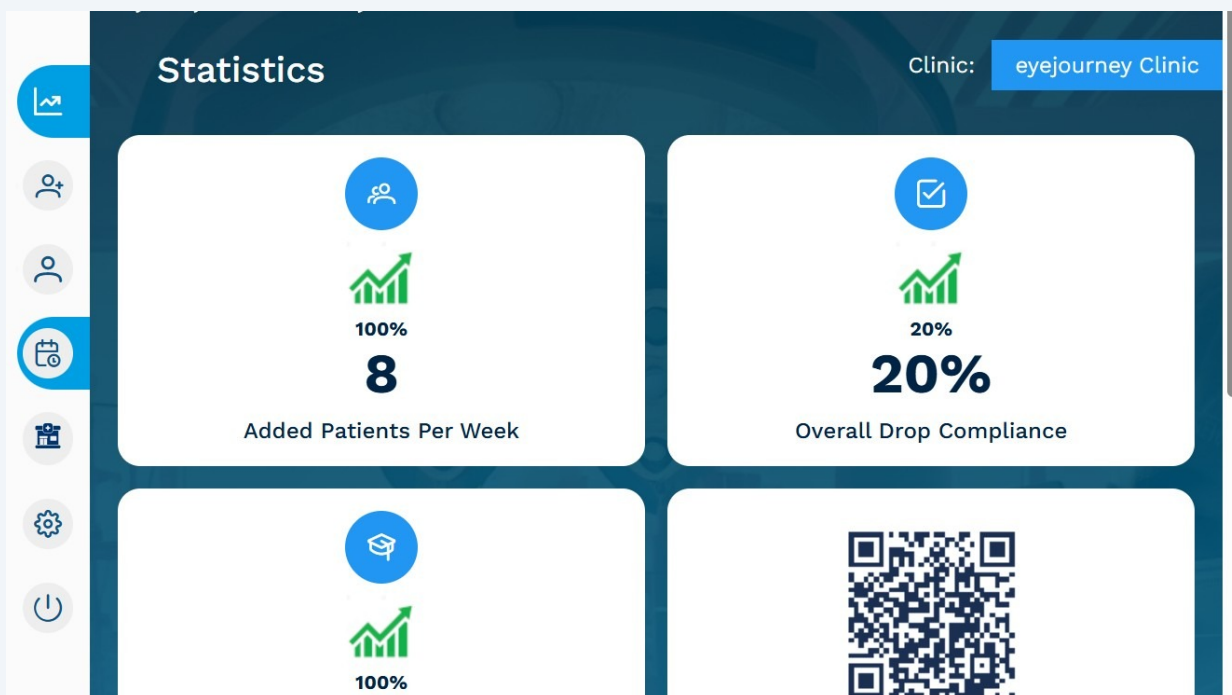 Statistics
Clinic:
eyejourney Clinic
100%
8
Added Patients Per Week
20%
20%
Overall Drop Compliance
100%